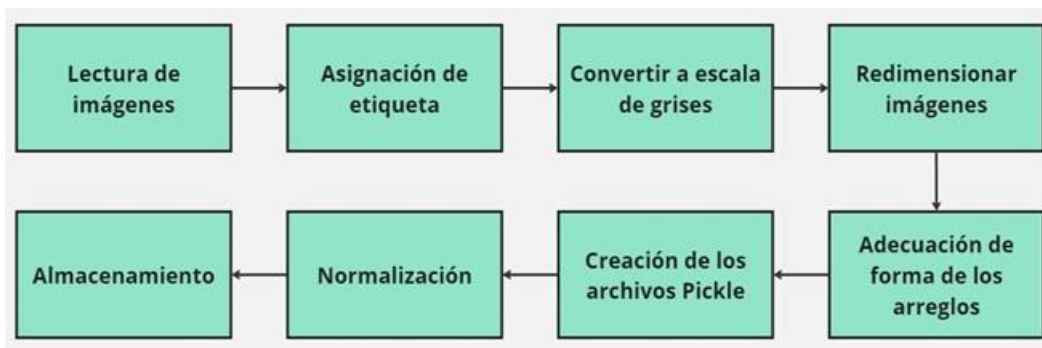 Lectura de
imágenes
Asignación de
etiqueta
Convertir a escala
de grises
Redimensionar
imágenes
Adecuación de
forma de los
arreglos
Creación de los
archivos Pickle
Normalización
Almacenamiento